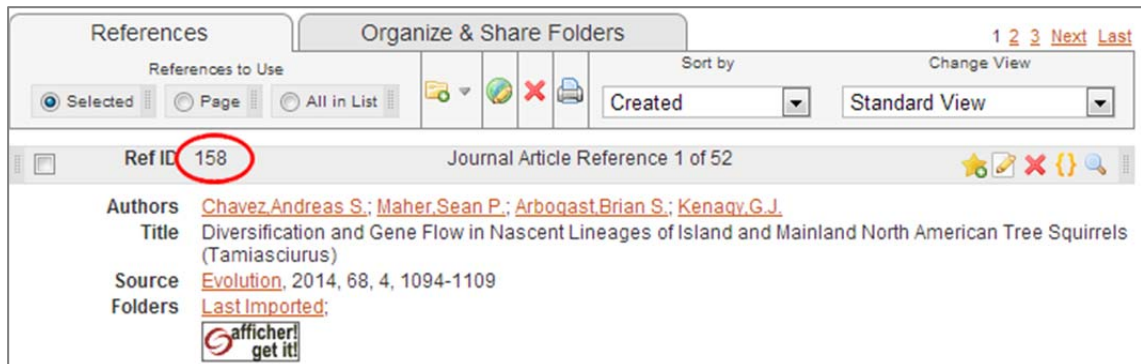 References Organize & Share Folders 1 2 3 Next Last
References to Use Sort by Change View
Selected Page All in List Created Standard View
Ref ID 158 Journal Article Reference 1 of 52
Authors Chavez,Andreas S.; Maher,Sean P.; Arbogast,Brian S.; Kenagy,G.J.
Title Diversification and Gene Flow in Nascent Lineages of Island and Mainland North American Tree Squirrels
(Tamiasciurus)
Source Evolution, 2014, 68, 4, 1094-1109
Folders Last Imported;
afficher!
get it!